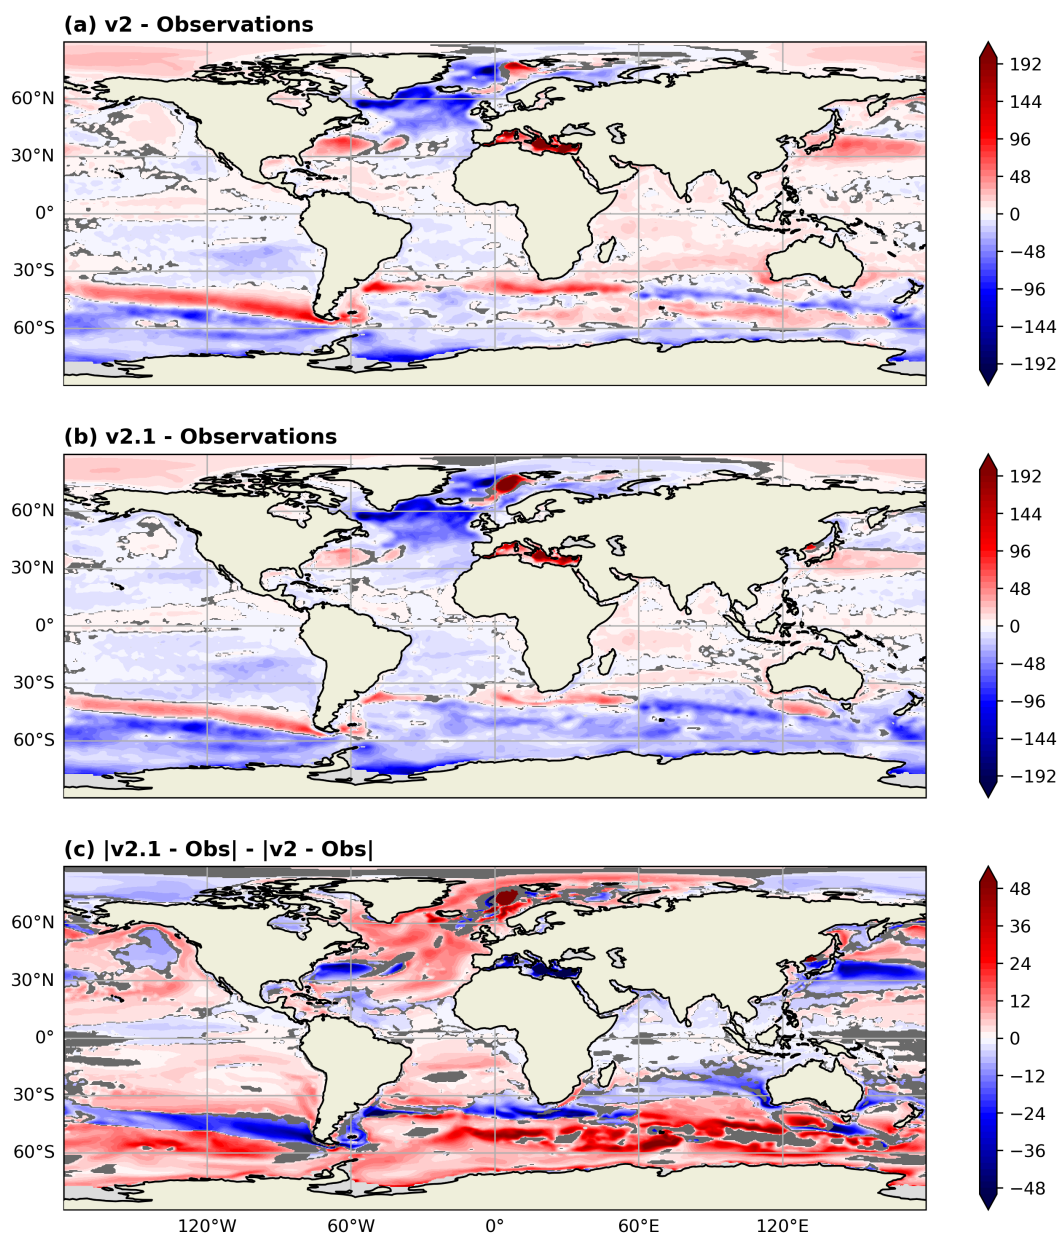 (a) v2 - Observations
60°N
30°N
0°
30°S
60°S
192
144
96
48
0
−48
−96
−144
−192
(b) v2.1 - Observations
60°N
30°N
0°
30°S
60°S
192
144
96
48
0
−48
−96
−144
−192
(c) |v2.1 - Obs| - |v2 - Obs|
60°N
30°N
0°
30°S
60°S
120°W 60°W 0° 60°E 120°E
48
36
24
12
0
−12
−24
−36
−48